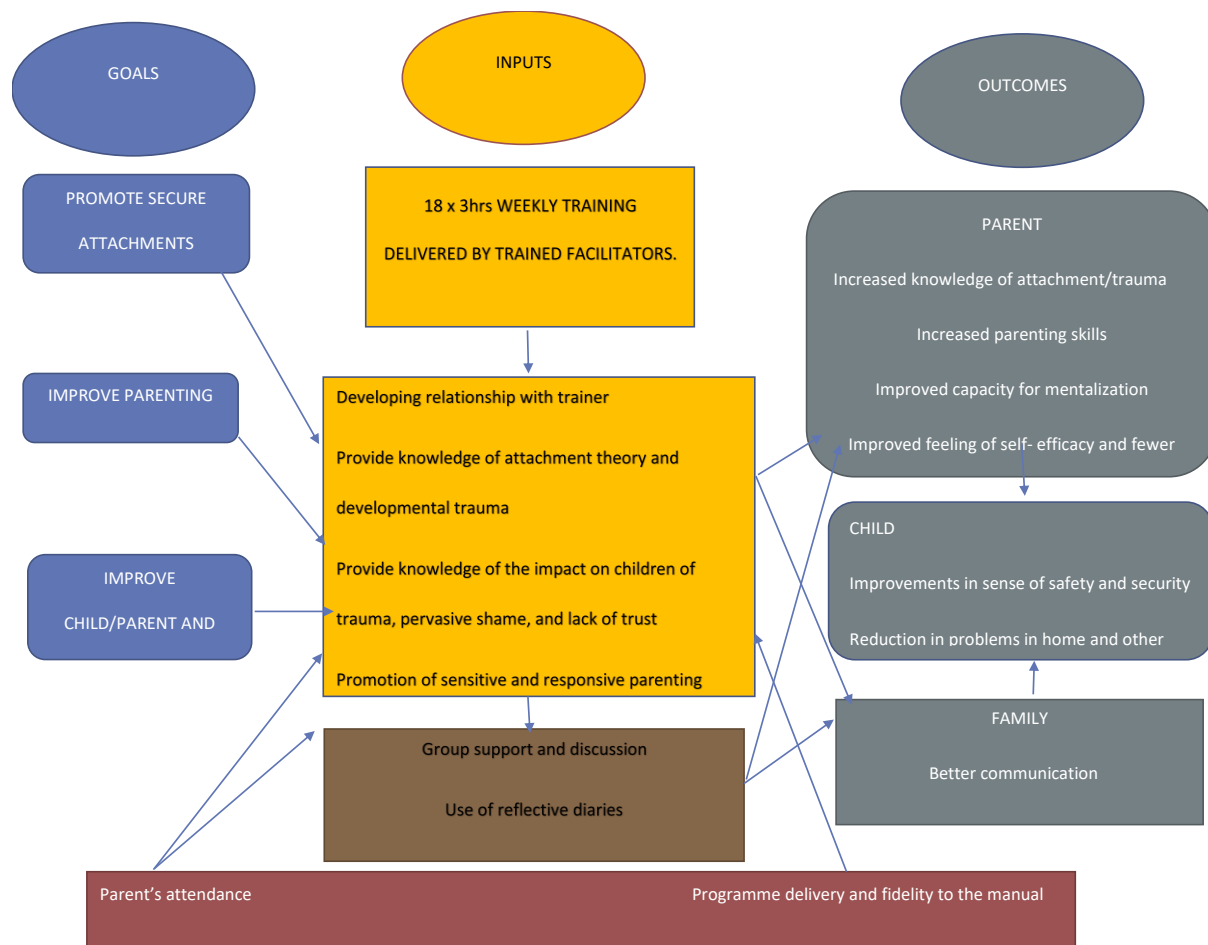 GOALS
PROMOTE SECURE
ATTACHMENTS
IMPROVE PARENTING
IMPROVE
CHILD/PARENT AND
INPUTS
18 x 3hrs WEEKLY TRAINING
DELIVERED BY TRAINED FACILITATORS.
Developing relationship with trainer
Provide knowledge of attachment theory and
developmental trauma
Provide knowledge of the impact on children of
trauma, pervasive shame, and lack of trust
Promotion of sensitive and responsive parenting
Group support and discussion
Use of reflective diaries
OUTCOMES
PARENT
Increased knowledge of attachment/trauma
Increased parenting skills
Improved capacity for mentalization
Improved feeling of self- efficacy and fewer
CHILD
Improvements in sense of safety and security
Reduction in problems in home and other
FAMILY
Better communication
Parent's attendance
Programme delivery and fidelity to the manual